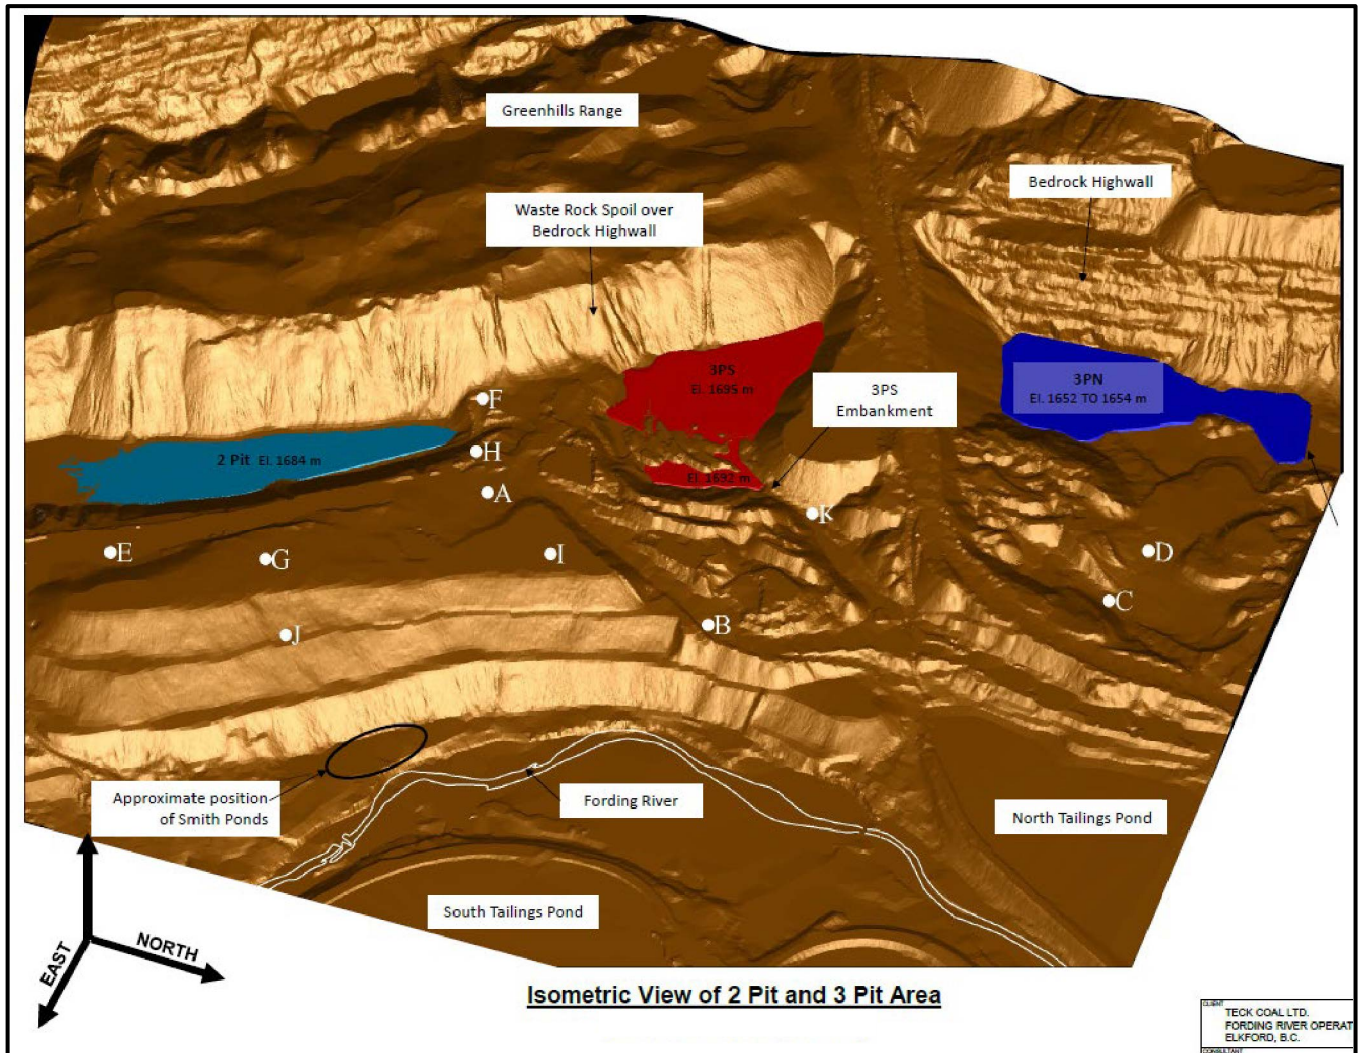 Greenhills Range
Bedrock Highwall
Waste Rock Spoil over
Bedrock Highwall
3PS
El. 1695 m
3PN
El. 1652 TO 1654 m
3PS
Embankment
F
2 Pit El. 1684 m
H
El. 1692 m
A
K
E
G
I
D
C
J
B
Approximate position
of Smith Ponds
Fording River
North Tailings Pond
South Tailings Pond
NORTH
EAST
Isometric View of 2 Pit and 3 Pit Area
CLIENT
TECK COAL LTD.
FORDING RIVER OPERAT
ELKFORD, B.C.
CONSULTANT